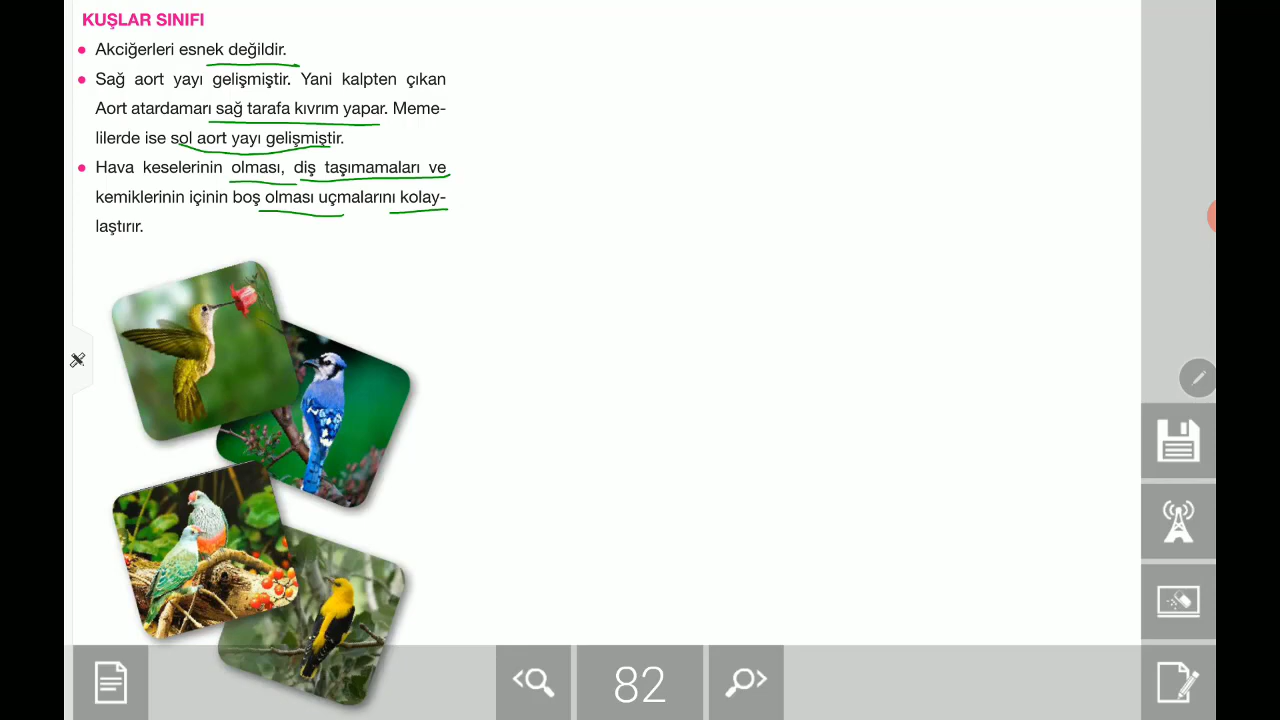 KUŞLAR SINIFI
• Akciğerleri esnek değildir.
• Sağ aort yayı gelişmiştir. Yani kalpten çıkan
Aort atardamarı sağ tarafa kıvrım yapar. Meme-
lilerde ise sol aort yayı gelişmiştir.
• Hava keselerinin olması, diş taşımamaları ve
kemiklerinin içinin boş olması uçmalarını kolay-
laştırır.
82